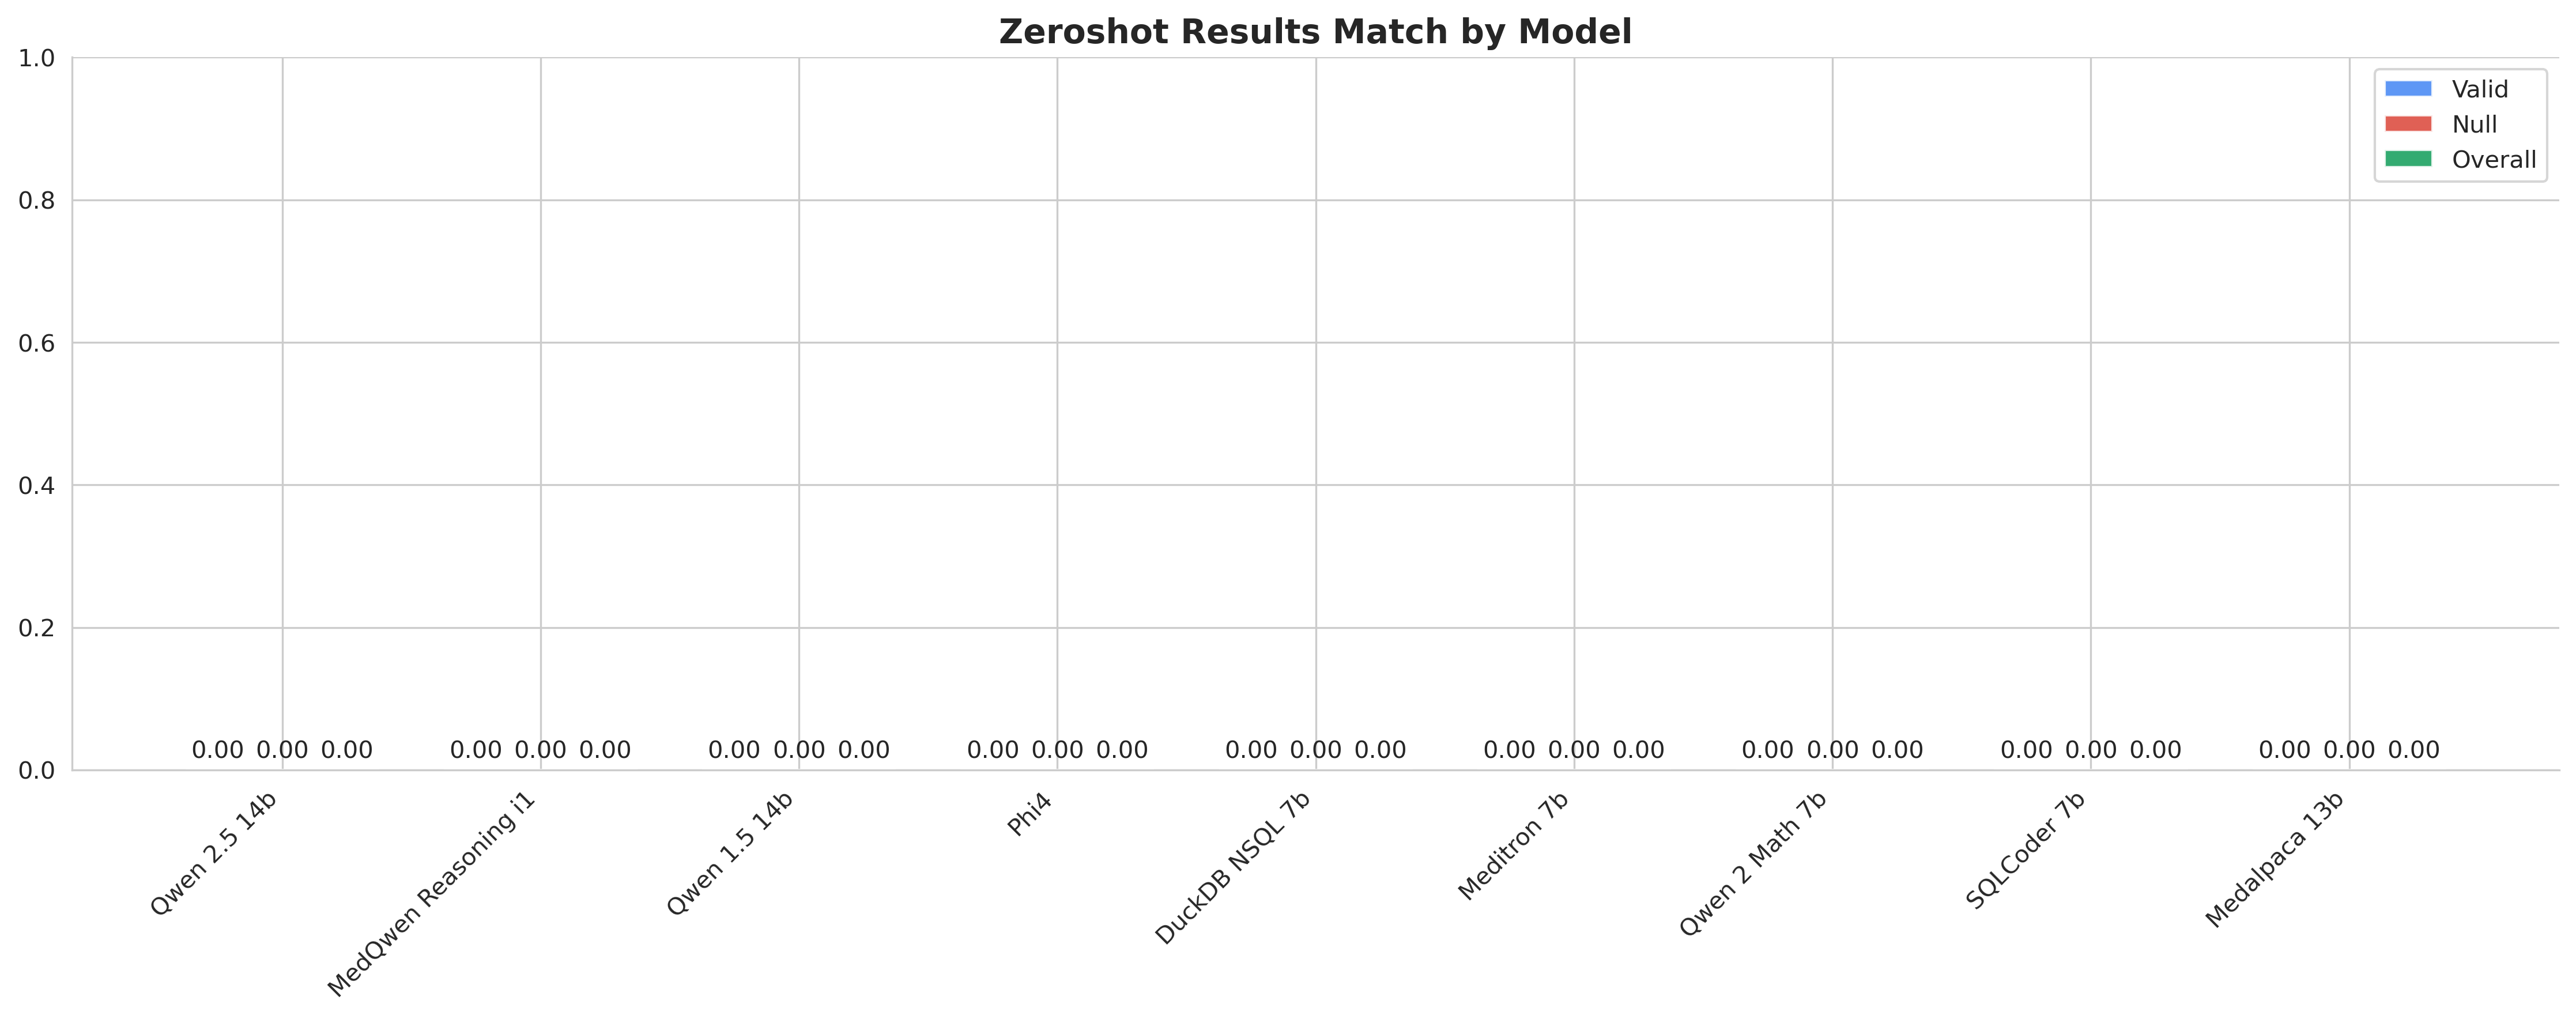 Zeroshot Results Match by Model
1.0
0.8
0.6
0.4
0.2
0.0
Valid
Null
Overall
0.00 0.00 0.00 0.00 0.00 0.00 0.00 0.00 0.00 0.00 0.00 0.00 0.00 0.00 0.00 0.00 0.00 0.00 0.00 0.00 0.00 0.00 0.00 0.00 0.00 0.00 0.00
Qwen 2.5 14b
MedQwen Reasoning i1
Qwen 1.5 14b
Phi4
DuckDB NSQL 7b
Meditron 7b
Qwen 2 Math 7b
SQLCoder 7b
Medalpaca 13b